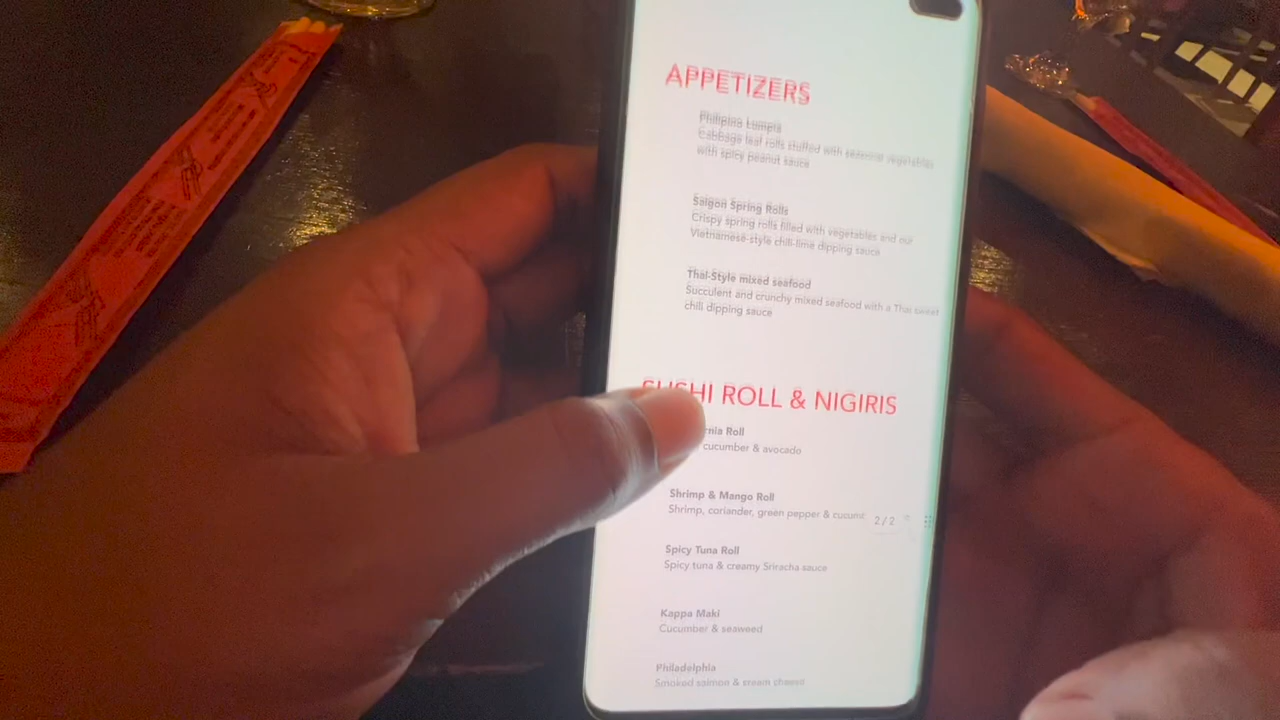 APPETIZERS
Philipino Lumpia
Cabbage leaf rolls stuffed with seasonal vegetables
with spicy peanut sauce
Saigon Spring Rolls
Crispy spring rolls filled with vegetables and our
Vietnamese-style chili-lime dipping sauce
Thai-Style mixed seafood
Succulent and crunchy mixed seafood with a Thai sweet
chili dipping sauce
SUSHI ROLL & NIGIRIS
rnia Roll
cucumber & avocado
Shrimp & Mango Roll
Shrimp, coriander, green pepper & cucum
2/2
Spicy Tuna Roll
Spicy tuna & creamy Sriracha sauce
Kappa Maki
Cucumber & seaweed
Philadelphia
Smoked salmon & cream cheese